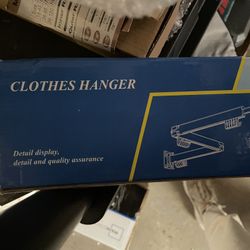 CLOTHES HANGER
Detail display,
detail and quality assurance